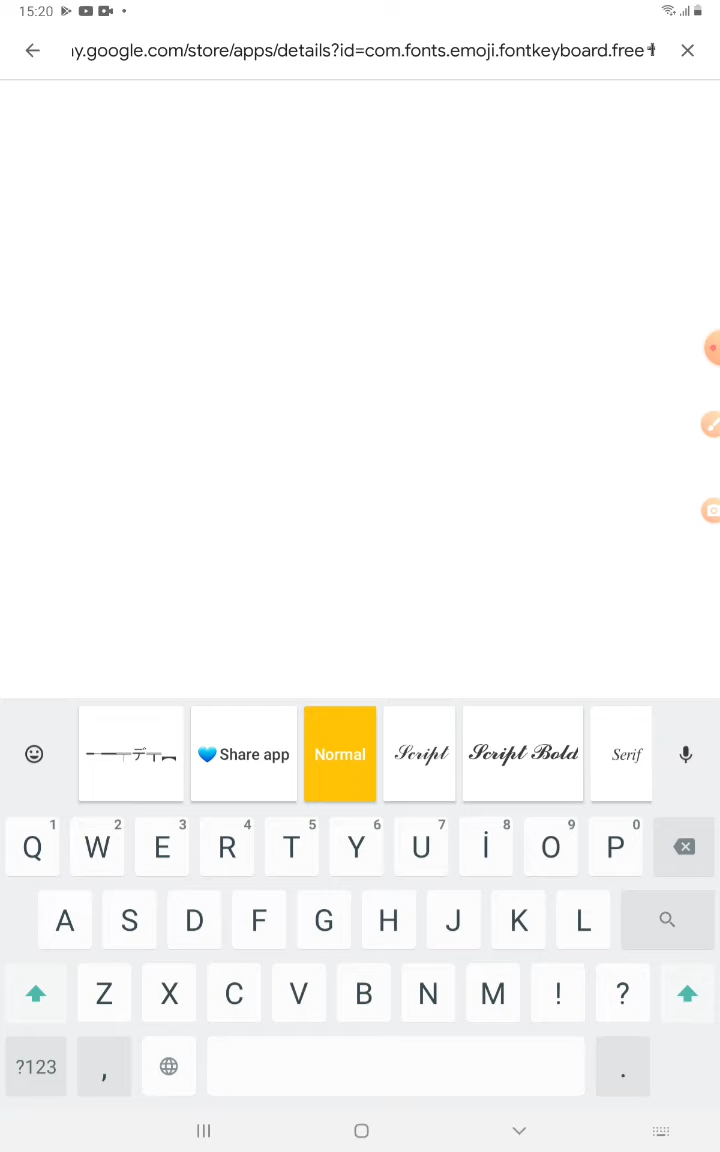 15:20
ıy.google.com/store/apps/details?id=com.fonts.emoji.fontkeyboard.free
💙 Share app
Normal
Script
Script Bold
Serif
Q 1 W 2 E 3 R 4 T 5 Y 6 U 7 İ 8 O 9 P 0
A S D F G H J K L
Z X C V B N M ! ?
?123 , .